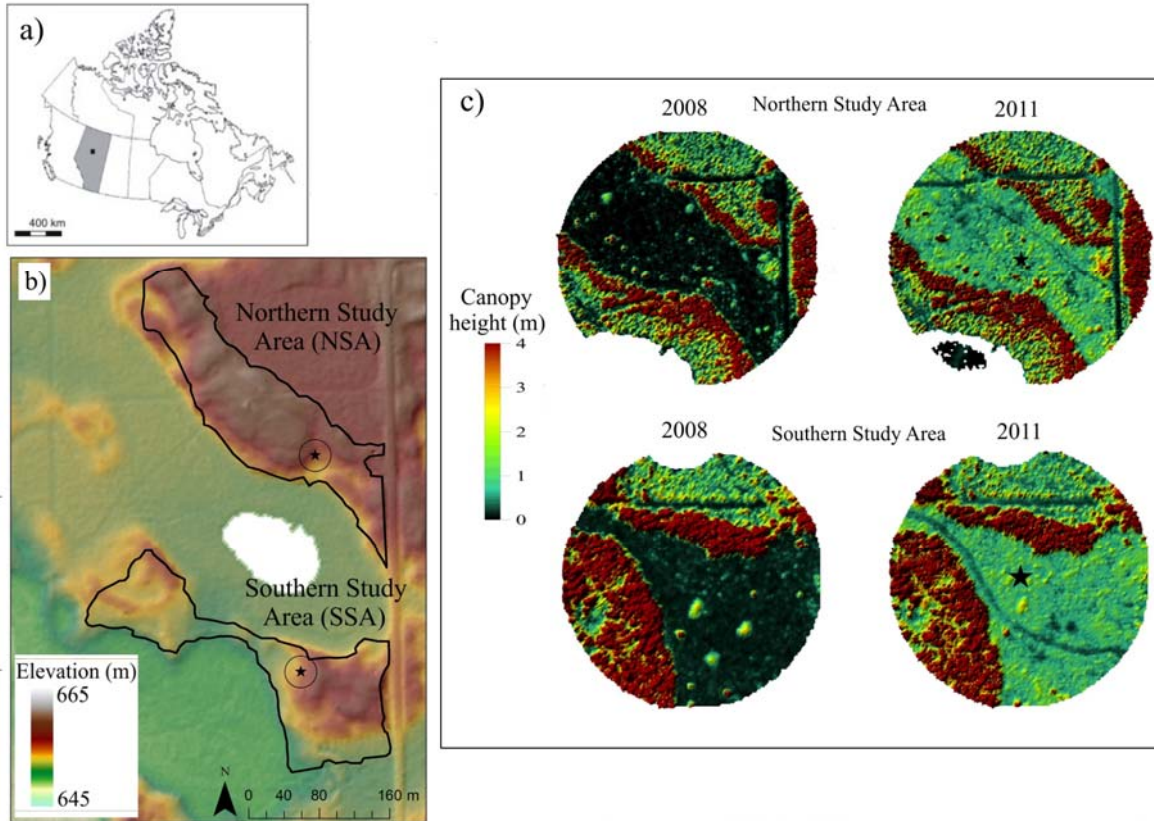 a)
400 km
b)
Northern Study
Area (NSA)
Southern Study
Area (SSA)
Elevation (m)
665
645
N
0 40 80 160 m
c)
2008
Northern Study Area
2011
Canopy
height (m)
4
3
2
1
0
2008
Southern Study Area
2011